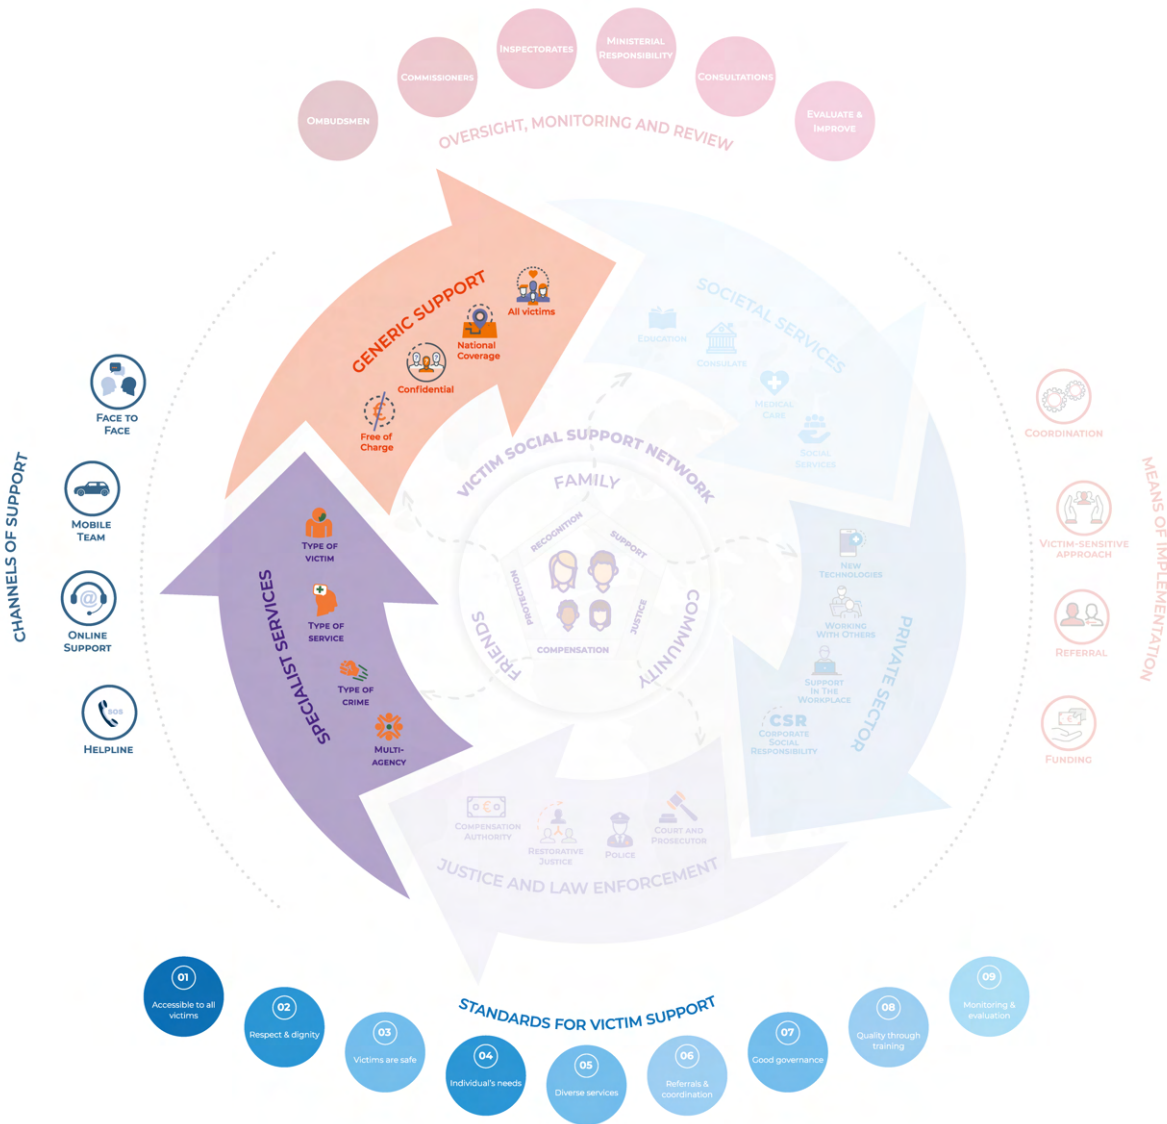 OMBUDSMEN
COMMISSIONERS
INSPECTORATES
MINISTERIAL
RESPONSIBILITY
CONSULTATIONS
EVALUATE &
IMPROVE
OVERSIGHT, MONITORING AND REVIEW
GENERIC SUPPORT
All victims
National
Coverage
Confidential
Free of
Charge
SOCIETAL SERVICES
EDUCATION
CONSULATE
MEDICAL
CARE
SOCIAL
SERVICES
CHANNELS OF SUPPORT
FACE TO
FACE
MOBILE
TEAM
@
ONLINE
SUPPORT
SOS
HELPLINE
SPECIALIST SERVICES
TYPE OF
VICTIM
TYPE OF
SERVICE
TYPE OF
CRIME
MULTI-
AGENCY
VICTIM SOCIAL SUPPORT NETWORK
FAMILY
FRIENDS
COMMUNITY
RECOGNITION
SUPPORT
PROTECTION
JUSTICE
COMPENSATION
PRIVATE SECTOR
NEW
TECHNOLOGIES
WORKING
WITH OTHERS
SUPPORT
IN THE
WORKPLACE
CSR
CORPORATE
SOCIAL
RESPONSIBILITY
MEANS OF IMPLEMENTATION
COORDINATION
VICTIM-SENSITIVE
APPROACH
REFERRAL
FUNDING
JUSTICE AND LAW ENFORCEMENT
€
COMPENSATION
AUTHORITY
RESTORATIVE
JUSTICE
POLICE
COURT AND
PROSECUTOR
STANDARDS FOR VICTIM SUPPORT
01
Accessible to all
victims
02
Respect & dignity
03
Victims are safe
04
Individual's needs
05
Diverse services
06
Referrals &
coordination
07
Good governance
08
Quality through
training
09
Monitoring &
evaluation